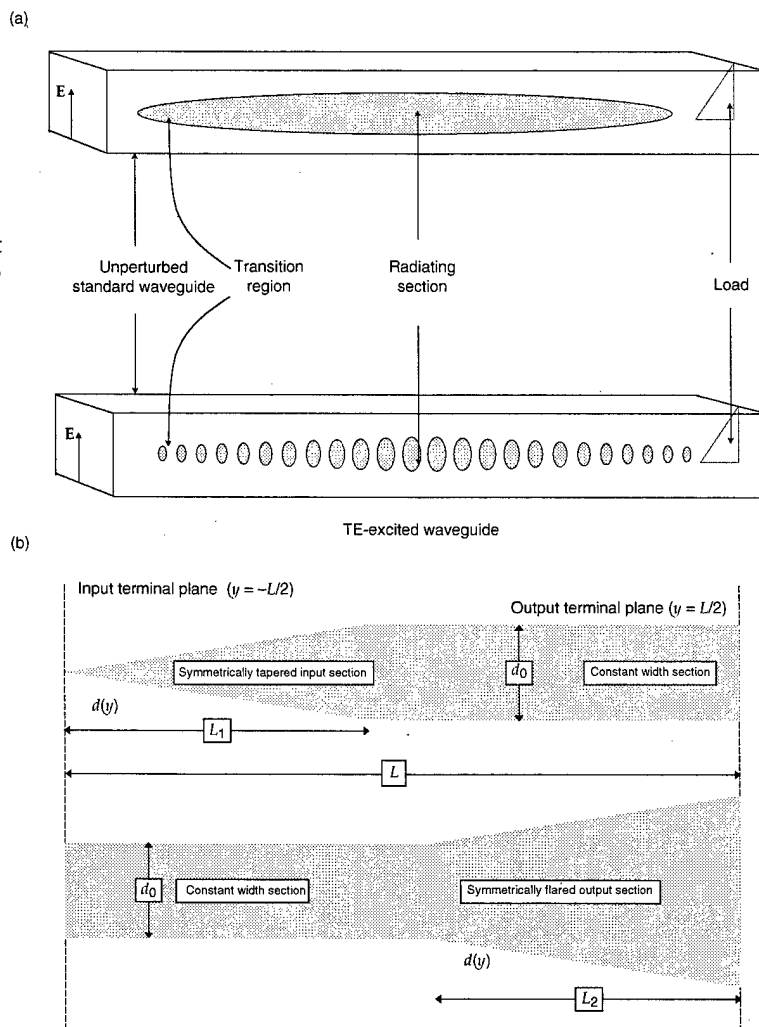 (a)
E
Unperturbed
standard waveguide
Transition
region
Radiating
section
Load
E
TE-excited waveguide
(b)
Input terminal plane (y = −L/2)
Output terminal plane (y = L/2)
Symmetrically tapered input section
d0
Constant width section
d(y)
L1
L
d0
Constant width section
Symmetrically flared output section
d(y)
L2